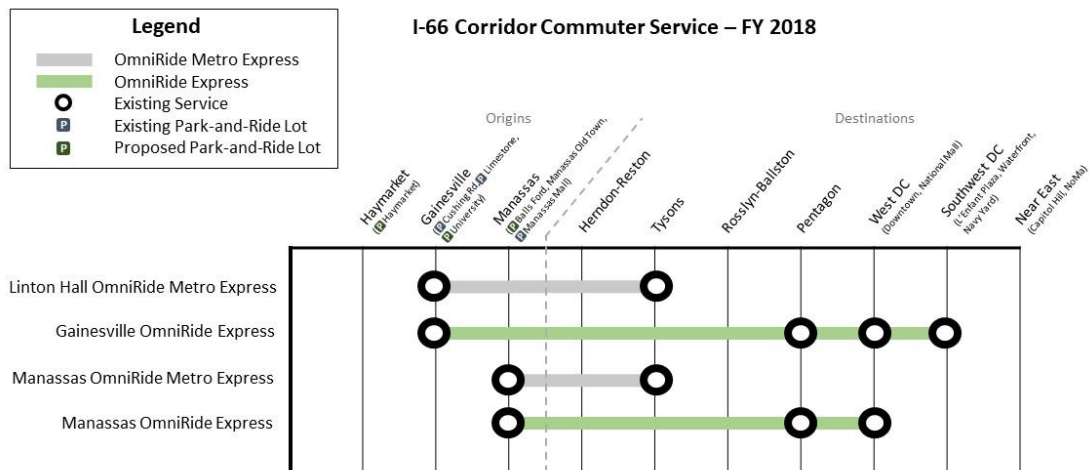 Legend
OmniRide Metro Express
OmniRide Express
Existing Service
P Existing Park-and-Ride Lot
P Proposed Park-and-Ride Lot
I-66 Corridor Commuter Service – FY 2018
Origins
Destinations
Haymarket
(P Haymarket)
Gainesville
(P Cushing Rd, P Limestone,
P University)
Manassas
(P Balls Ford, Manassas Old Town,
P Manassas Mall)
Herndon-Reston
Tysons
Rosslyn-Ballston
Pentagon
West DC
(Downtown, National Mall)
Southwest DC
(L'Enfant Plaza, Waterfront,
Navy Yard)
Near East
(Capitol Hill, NoMa)
Linton Hall OmniRide Metro Express
Gainesville OmniRide Express
Manassas OmniRide Metro Express
Manassas OmniRide Express